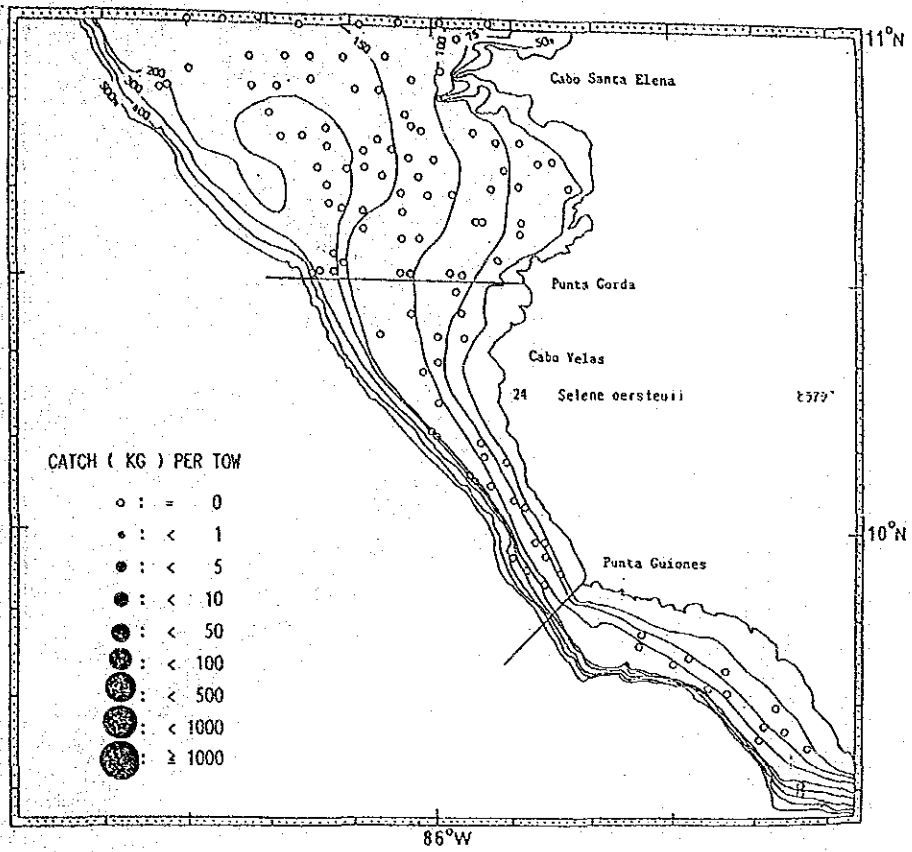 11°N
150
100
75
50
200
300
400
500
Cabo Santa Elena
Punta Gorda
Cabo Velas
24 Selene oersteuii
CATCH ( KG ) PER TOW
o : = 0
: < 1
: < 5
: < 10
: < 50
: < 100
: < 500
: < 1000
: ≥ 1000
10°N
Punta Guiones
86°W